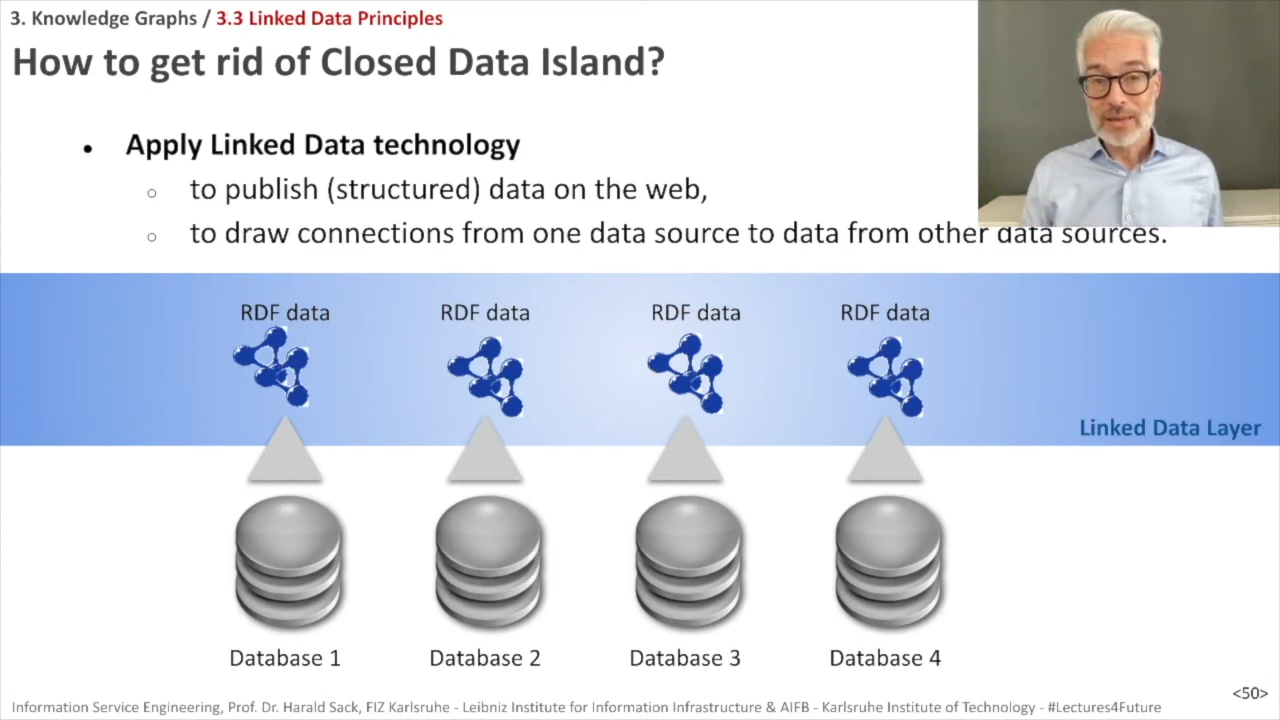 3. Knowledge Graphs / 3.3 Linked Data Principles
How to get rid of Closed Data Island?
• Apply Linked Data technology
○ to publish (structured) data on the web,
○ to draw connections from one data source to data from other data sources.
RDF data RDF data RDF data RDF data
Linked Data Layer
Database 1 Database 2 Database 3 Database 4
<50>
Information Service Engineering, Prof. Dr. Harald Sack, FIZ Karlsruhe - Leibniz Institute for Information Infrastructure & AIFB - Karlsruhe Institute of Technology - #Lectures4Future